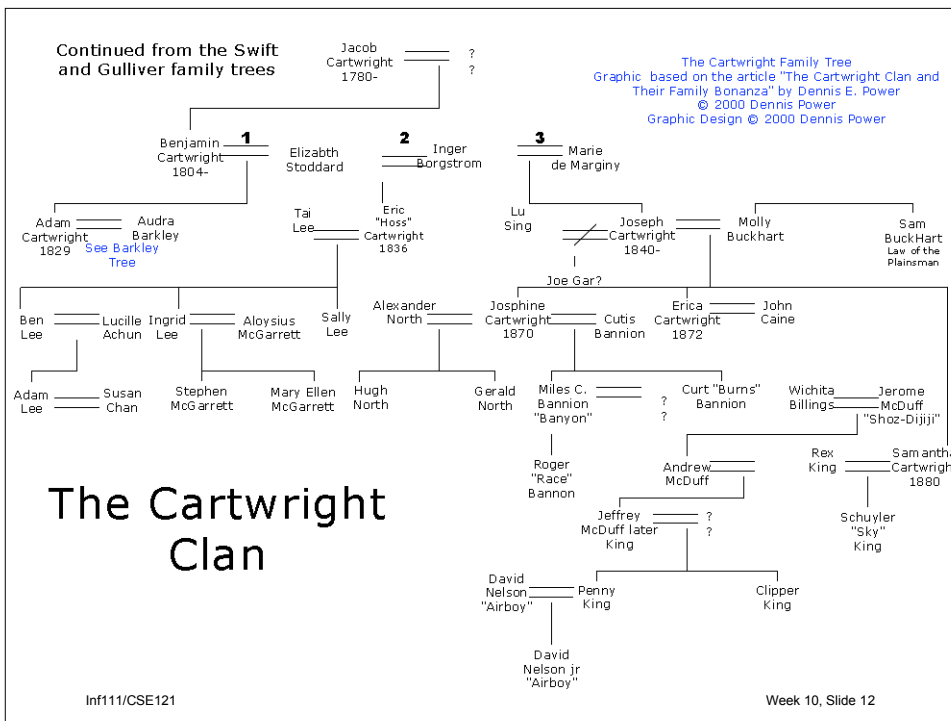 Continued from the Swift
and Gulliver family trees
Jacob
Cartwright
1780-
?
?
The Cartwright Family Tree
Graphic based on the article "The Cartwright Clan and
Their Family Bonanza" by Dennis E. Power
© 2000 Dennis Power
Graphic Design © 2000 Dennis Power
Benjamin
Cartwright
1804-
1
Elizabth
Stoddard
2
Inger
Borgstrom
3
Marie
de Marginy
Adam
Cartwright
1829
Audra
Barkley
See Barkley
Tree
Tai
Lee
Eric
"Hoss"
Cartwright
1836
Lu
Sing
Joseph
Cartwright
1840-
Molly
Buckhart
Sam
BuckHart
Law of the
Plainsman
Joe Gar?
Ben
Lee
Lucille
Achun
Ingrid
Lee
Aloysius
McGarrett
Sally
Lee
Alexander
North
Josphine
Cartwright
1870
Cutis
Bannion
Erica
Cartwright
1872
John
Caine
Adam
Lee
Susan
Chan
Stephen
McGarrett
Mary Ellen
McGarrett
Hugh
North
Gerald
North
Miles C.
Bannion
"Banyon"
?
?
Curt "Burns"
Bannion
Wichita
Billings
Jerome
McDuff
"Shoz-Dijiji"
Roger
"Race"
Bannon
Andrew
McDuff
Rex
King
Samantha
Cartwright
1880
The Cartwright
Clan
Jeffrey
McDuff later
King
?
?
Schuyler
"Sky"
King
David
Nelson
"Airboy"
Penny
King
Clipper
King
David
Nelson jr
"Airboy"
Inf111/CSE121
Week 10, Slide 12